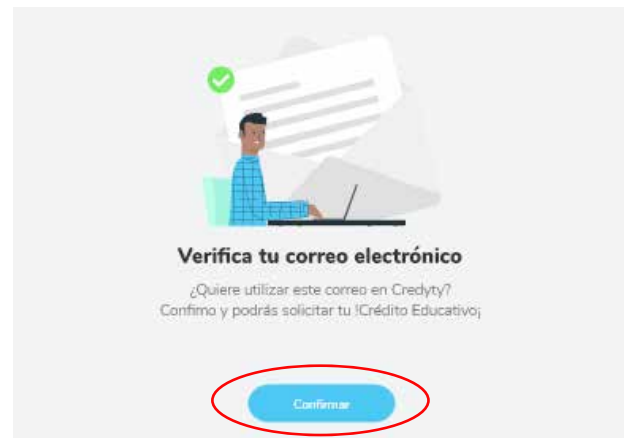 Verifica tu correo electrónico
¿Quiere utilizar este correo en Credyty?
Confimo y podrás solicitar tu !Crédito Educativo¡
Confirmar